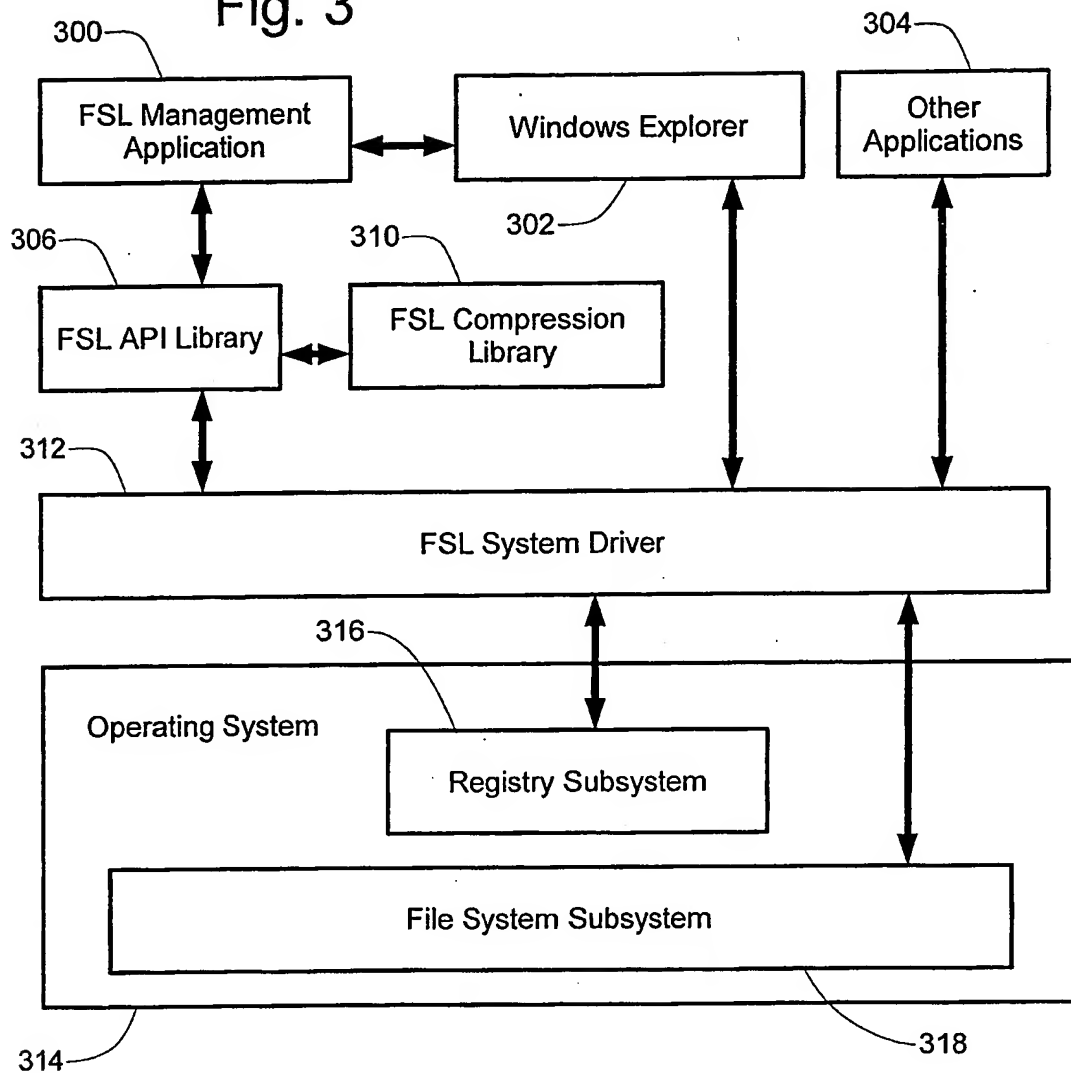 Fig. 3
300
304
FSL Management
Application
Windows Explorer
Other
Applications
302
306
310
FSL API Library
FSL Compression
Library
312
FSL System Driver
316
Operating System
Registry Subsystem
File System Subsystem
314
318